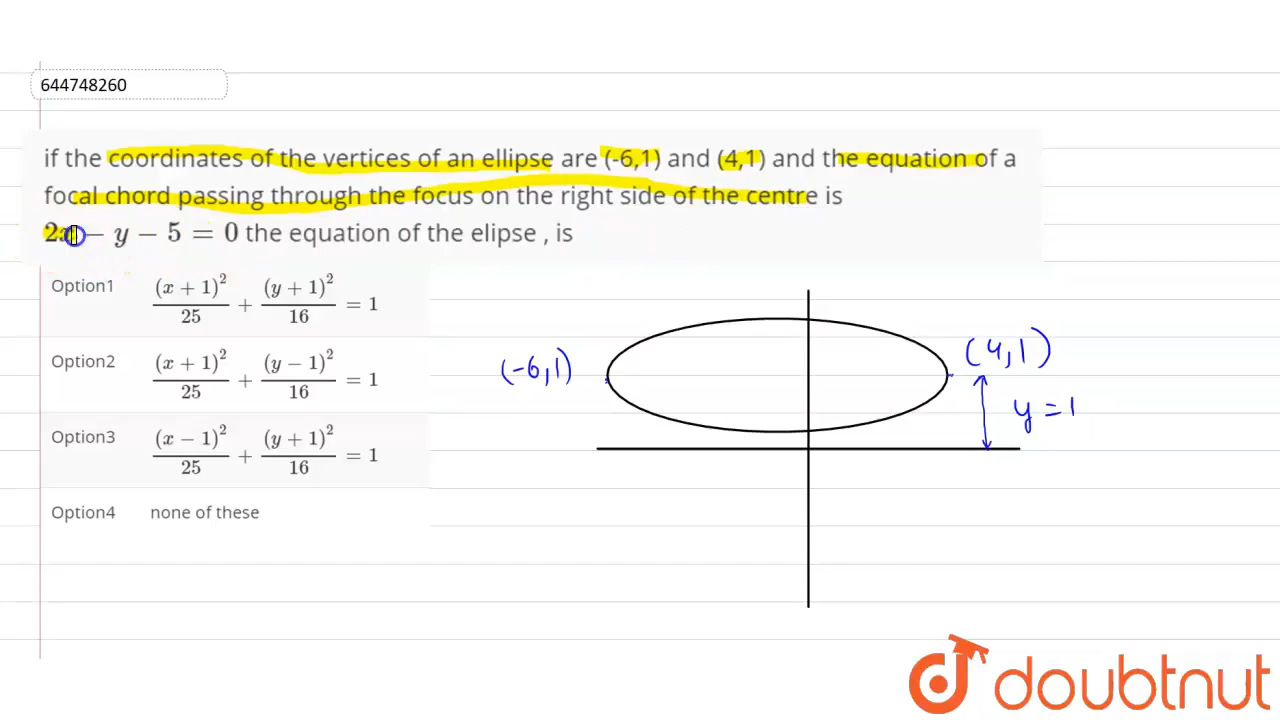 644748260
if the coordinates of the vertices of an ellipse are (-6,1) and (4,1) and the equation of a
focal chord passing through the focus on the right side of the centre is
2x − y − 5 = 0 the equation of the elipse , is
Option1 (x + 1)²/25 + (y + 1)²/16 = 1
Option2 (x + 1)²/25 + (y − 1)²/16 = 1
Option3 (x − 1)²/25 + (y + 1)²/16 = 1
Option4 none of these
(-6,1)
(4,1)
y = 1
doubtnut